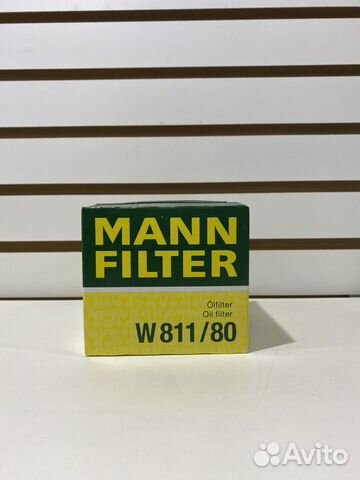 MANN
FILTER
Ölfilter
Oil filter
W 811/80
Avito